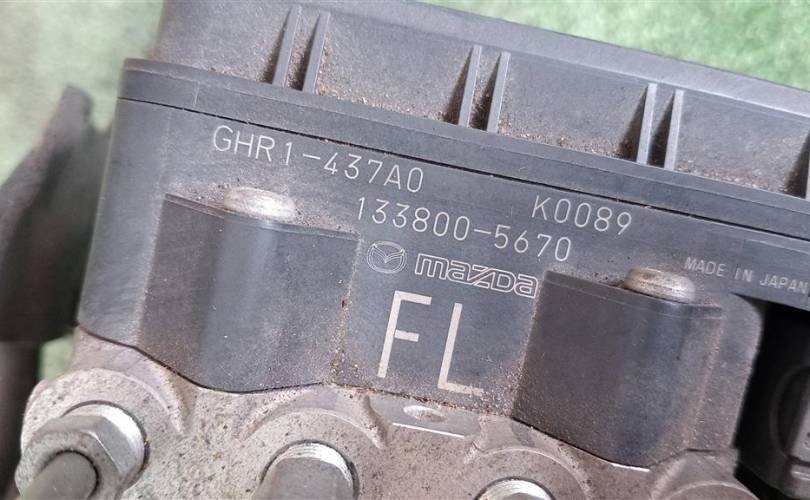 GHR1-437A0 K0089
133800-5670
mazda MADE IN JAPAN
FL